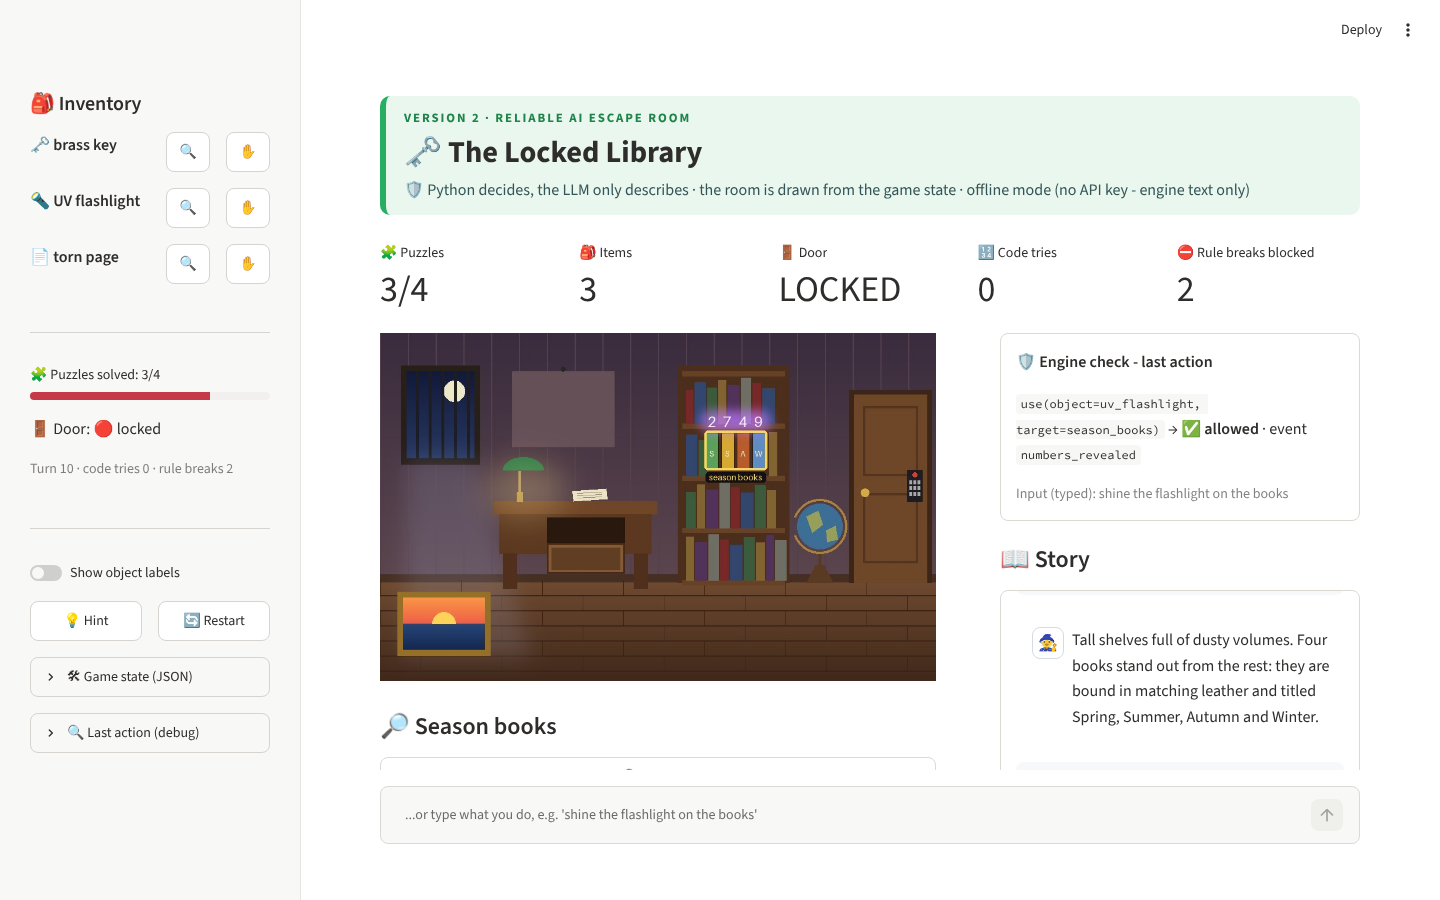 Deploy
Inventory
brass key
UV flashlight
torn page
Puzzles solved: 3/4
Door: locked
Turn 10 · code tries 0 · rule breaks 2
Show object labels
Hint
Restart
Game state (JSON)
Last action (debug)
VERSION 2 · RELIABLE AI ESCAPE ROOM
The Locked Library
Python decides, the LLM only describes · the room is drawn from the game state · offline mode (no API key - engine text only)
Puzzles
3/4
Items
3
Door
LOCKED
Code tries
0
Rule breaks blocked
2
2 7 4 9
S S A W
season books
Season books
Engine check - last action
use(object=uv_flashlight,
target=season_books) → allowed · event
numbers_revealed
Input (typed): shine the flashlight on the books
Story
Tall shelves full of dusty volumes. Four
books stand out from the rest: they are
bound in matching leather and titled
Spring, Summer, Autumn and Winter.
...or type what you do, e.g. 'shine the flashlight on the books'